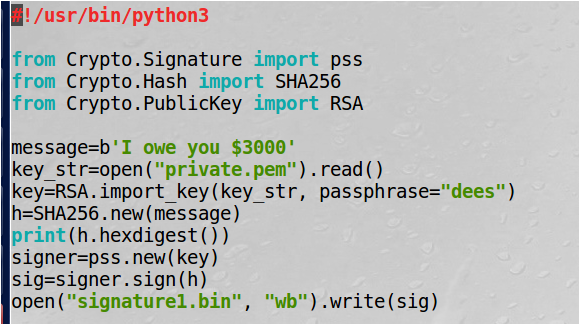 #!/usr/bin/python3
from Crypto.Signature import pss
from Crypto.Hash import SHA256
from Crypto.PublicKey import RSA
message=b'I owe you $3000'
key_str=open("private.pem").read()
key=RSA.import_key(key_str, passphrase="dees")
h=SHA256.new(message)
print(h.hexdigest())
signer=pss.new(key)
sig=signer.sign(h)
open("signature1.bin", "wb").write(sig)